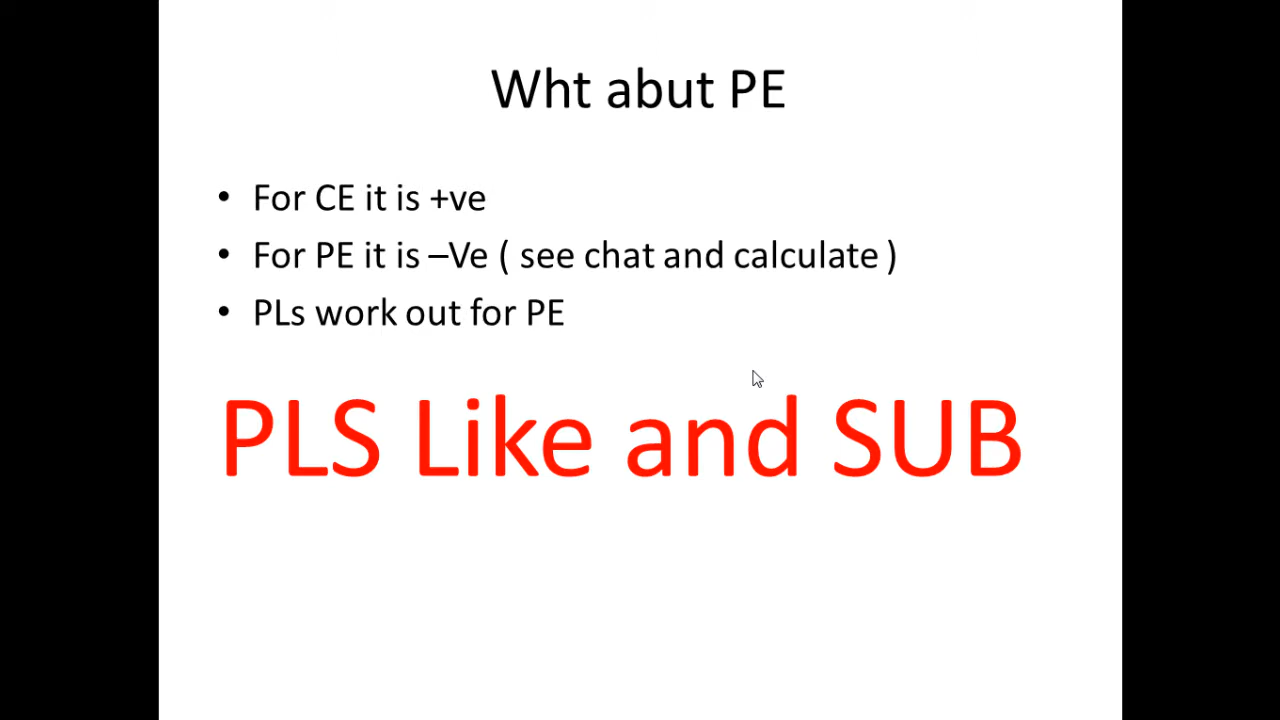 Wht abut PE
• For CE it is +ve
• For PE it is –Ve ( see chat and calculate )
• PLs work out for PE
PLS Like and SUB